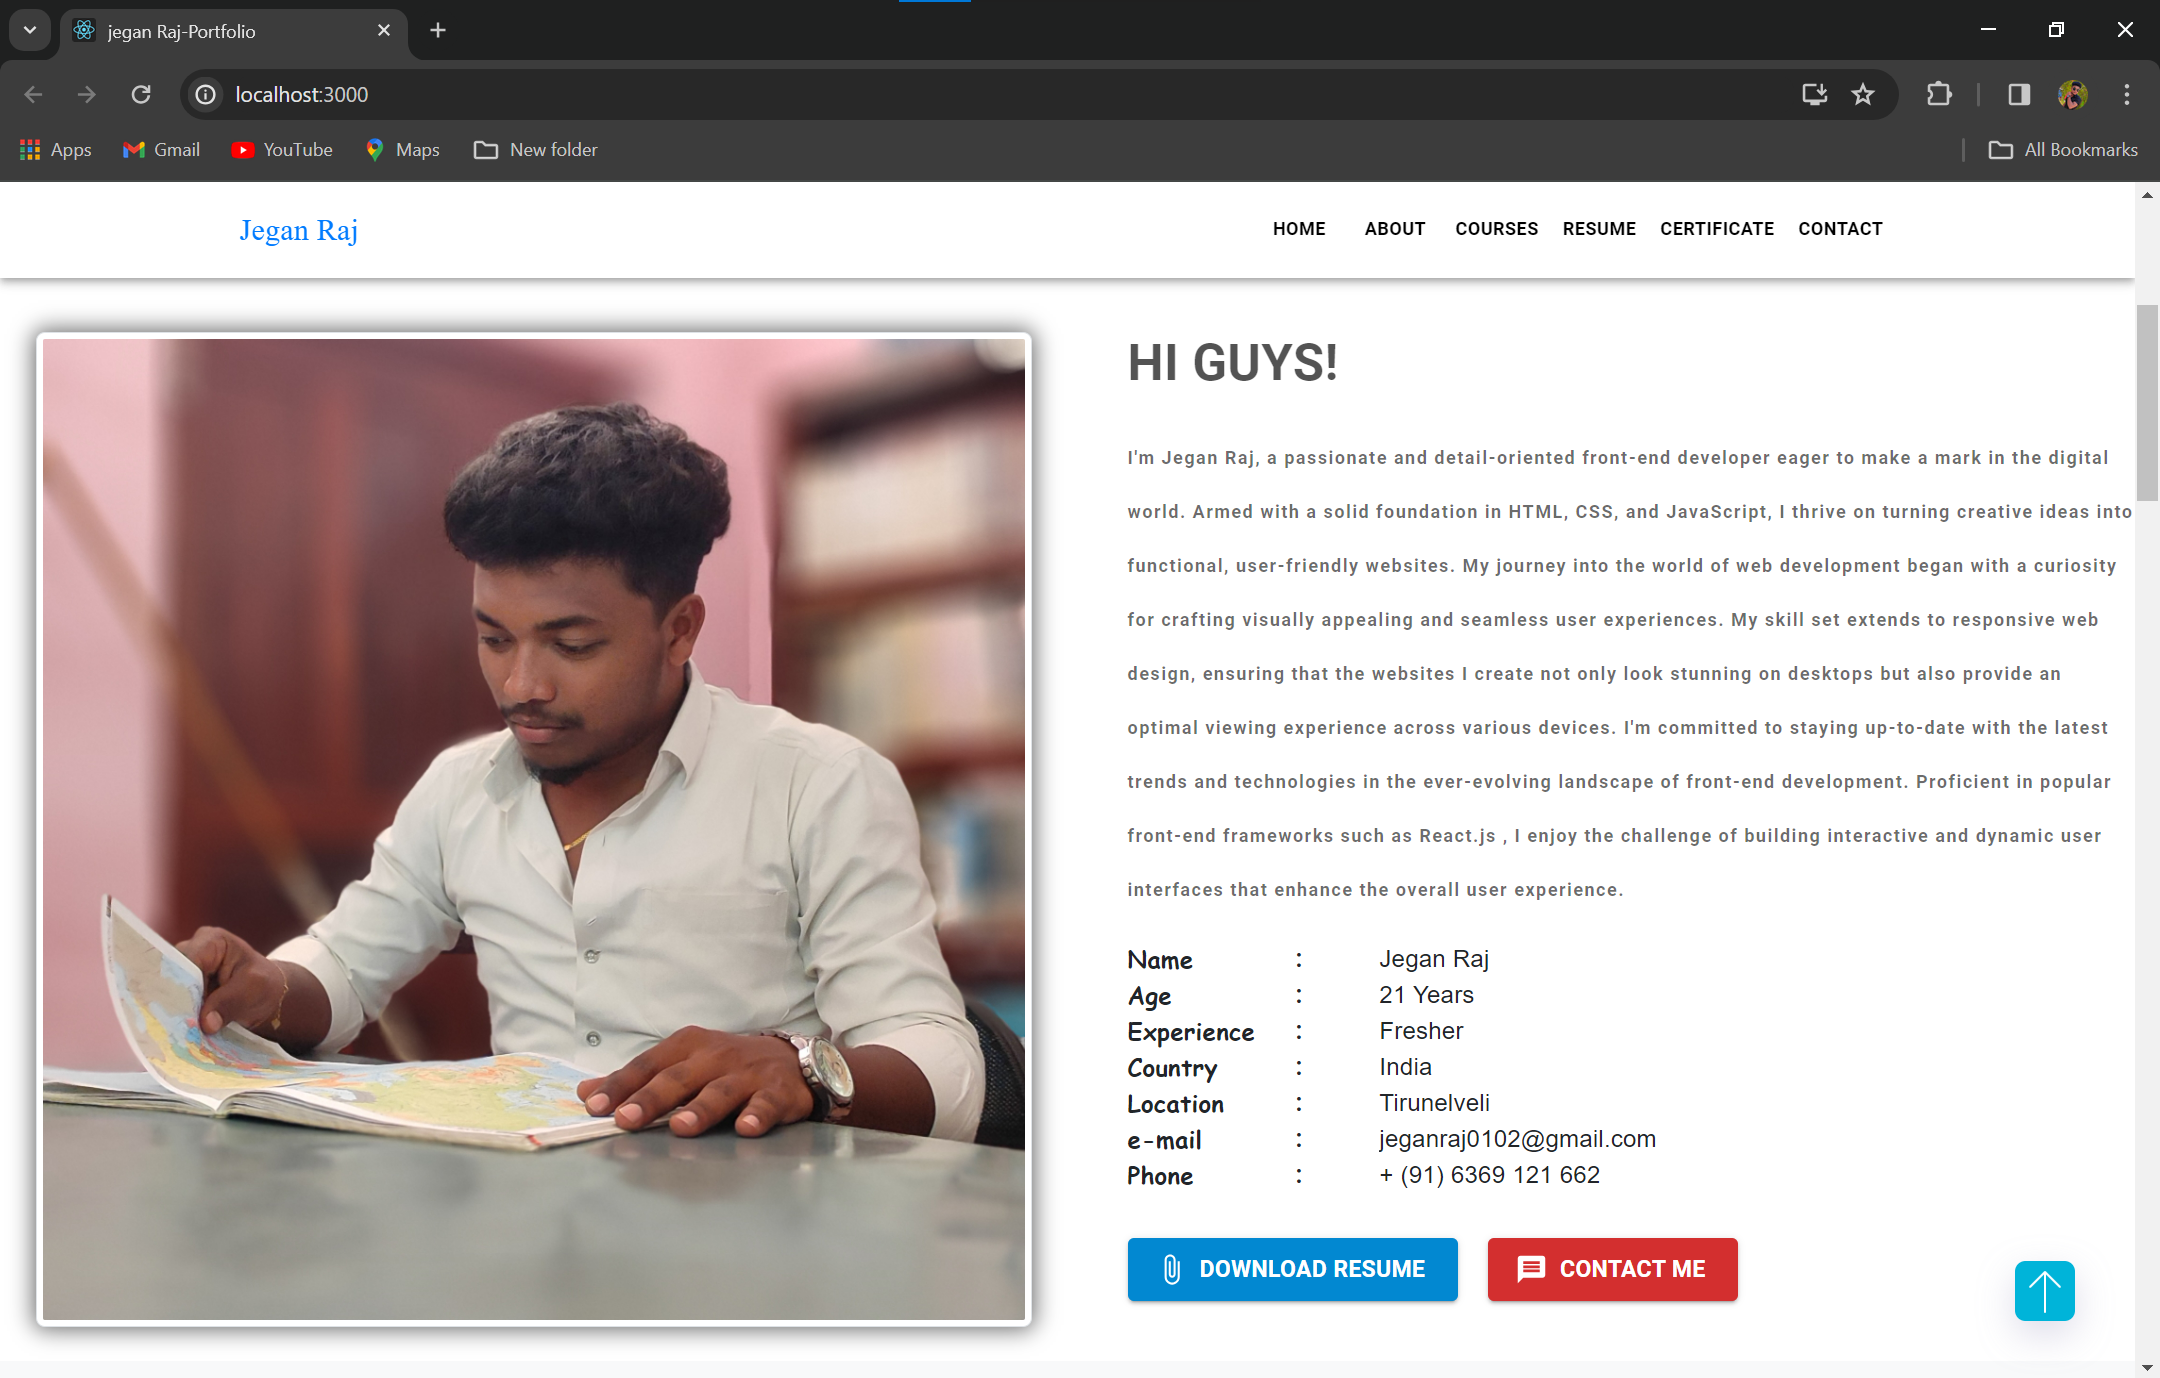 jegan Raj-Portfolio
localhost:3000
Apps Gmail YouTube Maps New folder All Bookmarks
Jegan Raj HOME ABOUT COURSES RESUME CERTIFICATE CONTACT
HI GUYS!
I'm Jegan Raj, a passionate and detail-oriented front-end developer eager to make a mark in the digital
world. Armed with a solid foundation in HTML, CSS, and JavaScript, I thrive on turning creative ideas into
functional, user-friendly websites. My journey into the world of web development began with a curiosity
for crafting visually appealing and seamless user experiences. My skill set extends to responsive web
design, ensuring that the websites I create not only look stunning on desktops but also provide an
optimal viewing experience across various devices. I'm committed to staying up-to-date with the latest
trends and technologies in the ever-evolving landscape of front-end development. Proficient in popular
front-end frameworks such as React.js , I enjoy the challenge of building interactive and dynamic user
interfaces that enhance the overall user experience.
Name : Jegan Raj
Age : 21 Years
Experience : Fresher
Country : India
Location : Tirunelveli
e-mail : jeganraj0102@gmail.com
Phone : + (91) 6369 121 662
DOWNLOAD RESUME CONTACT ME